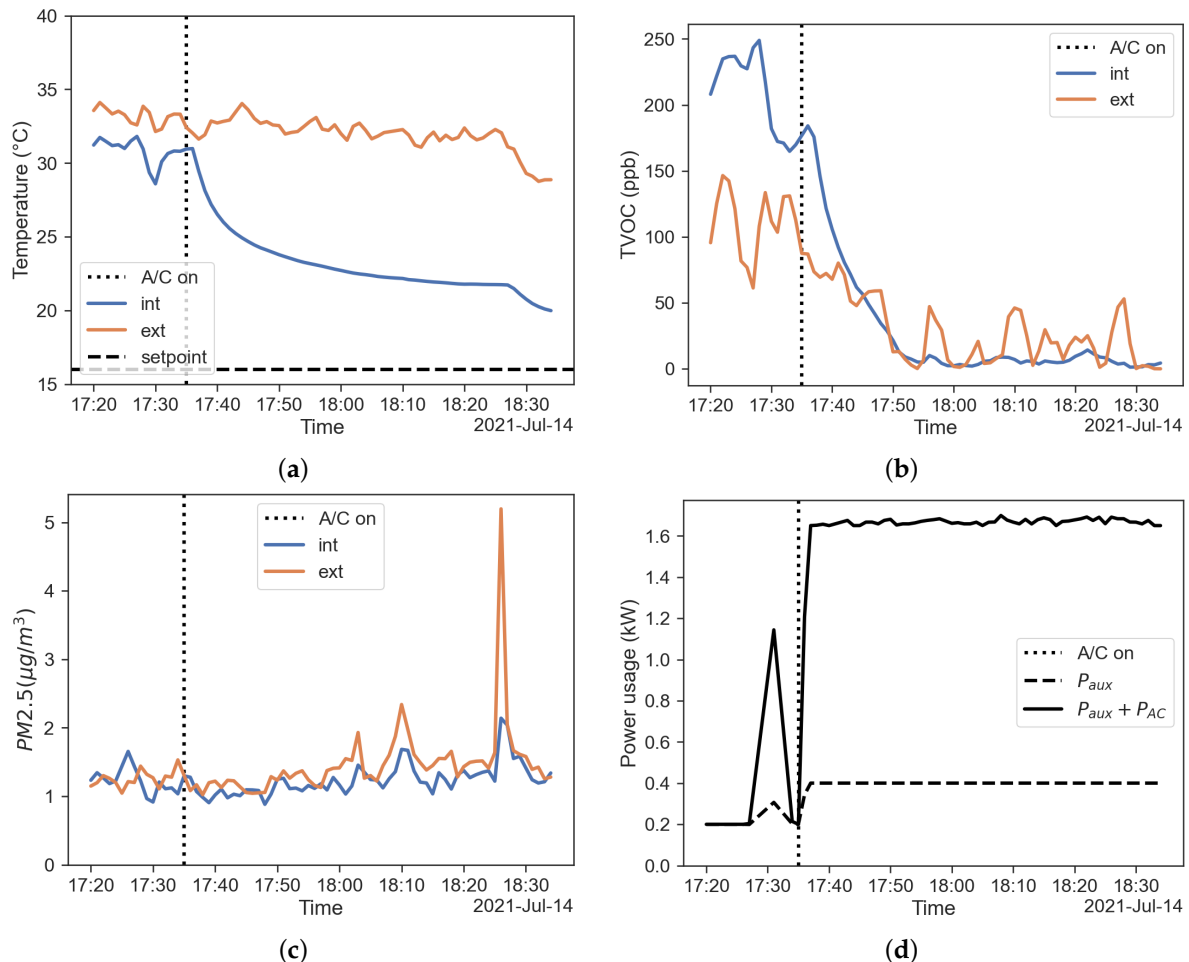 40
35
30
25
20
15
Temperature (°C)
A/C on
int
ext
setpoint
17:20 17:30 17:40 17:50 18:00 18:10 18:20 18:30
Time
2021-Jul-14
(a)
250
200
150
100
50
0
TVOC (ppb)
A/C on
int
ext
17:20 17:30 17:40 17:50 18:00 18:10 18:20 18:30
Time
2021-Jul-14
(b)
5
4
3
2
1
0
PM2.5(μg/m³)
A/C on
int
ext
17:20 17:30 17:40 17:50 18:00 18:10 18:20 18:30
Time
2021-Jul-14
(c)
1.6
1.4
1.2
1.0
0.8
0.6
0.4
0.2
0.0
Power usage (kW)
A/C on
P_aux
P_aux + P_AC
17:20 17:30 17:40 17:50 18:00 18:10 18:20 18:30
Time
2021-Jul-14
(d)